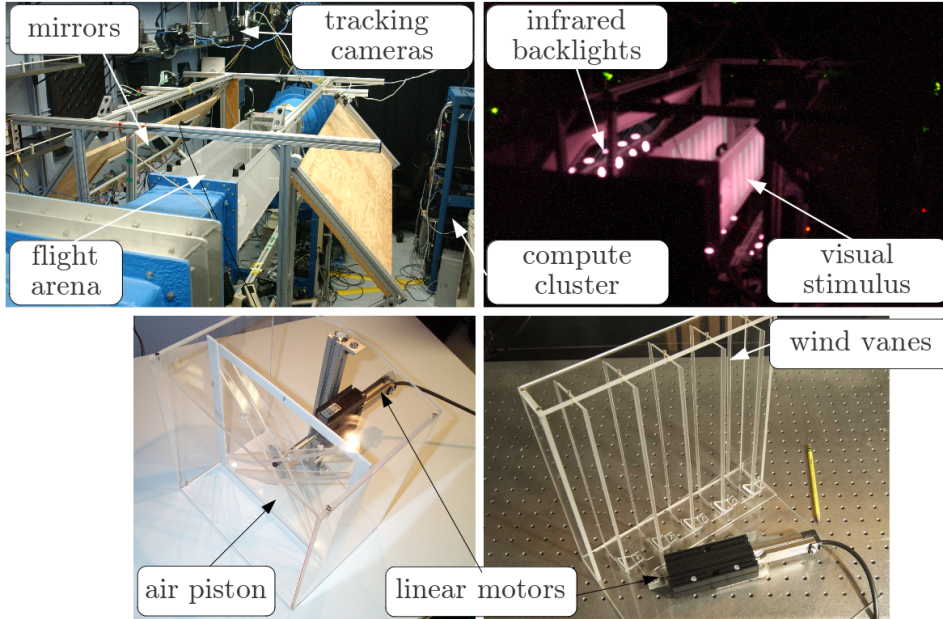 mirrors
tracking
cameras
infrared
backlights
flight
arena
compute
cluster
visual
stimulus
wind vanes
air piston
linear motors